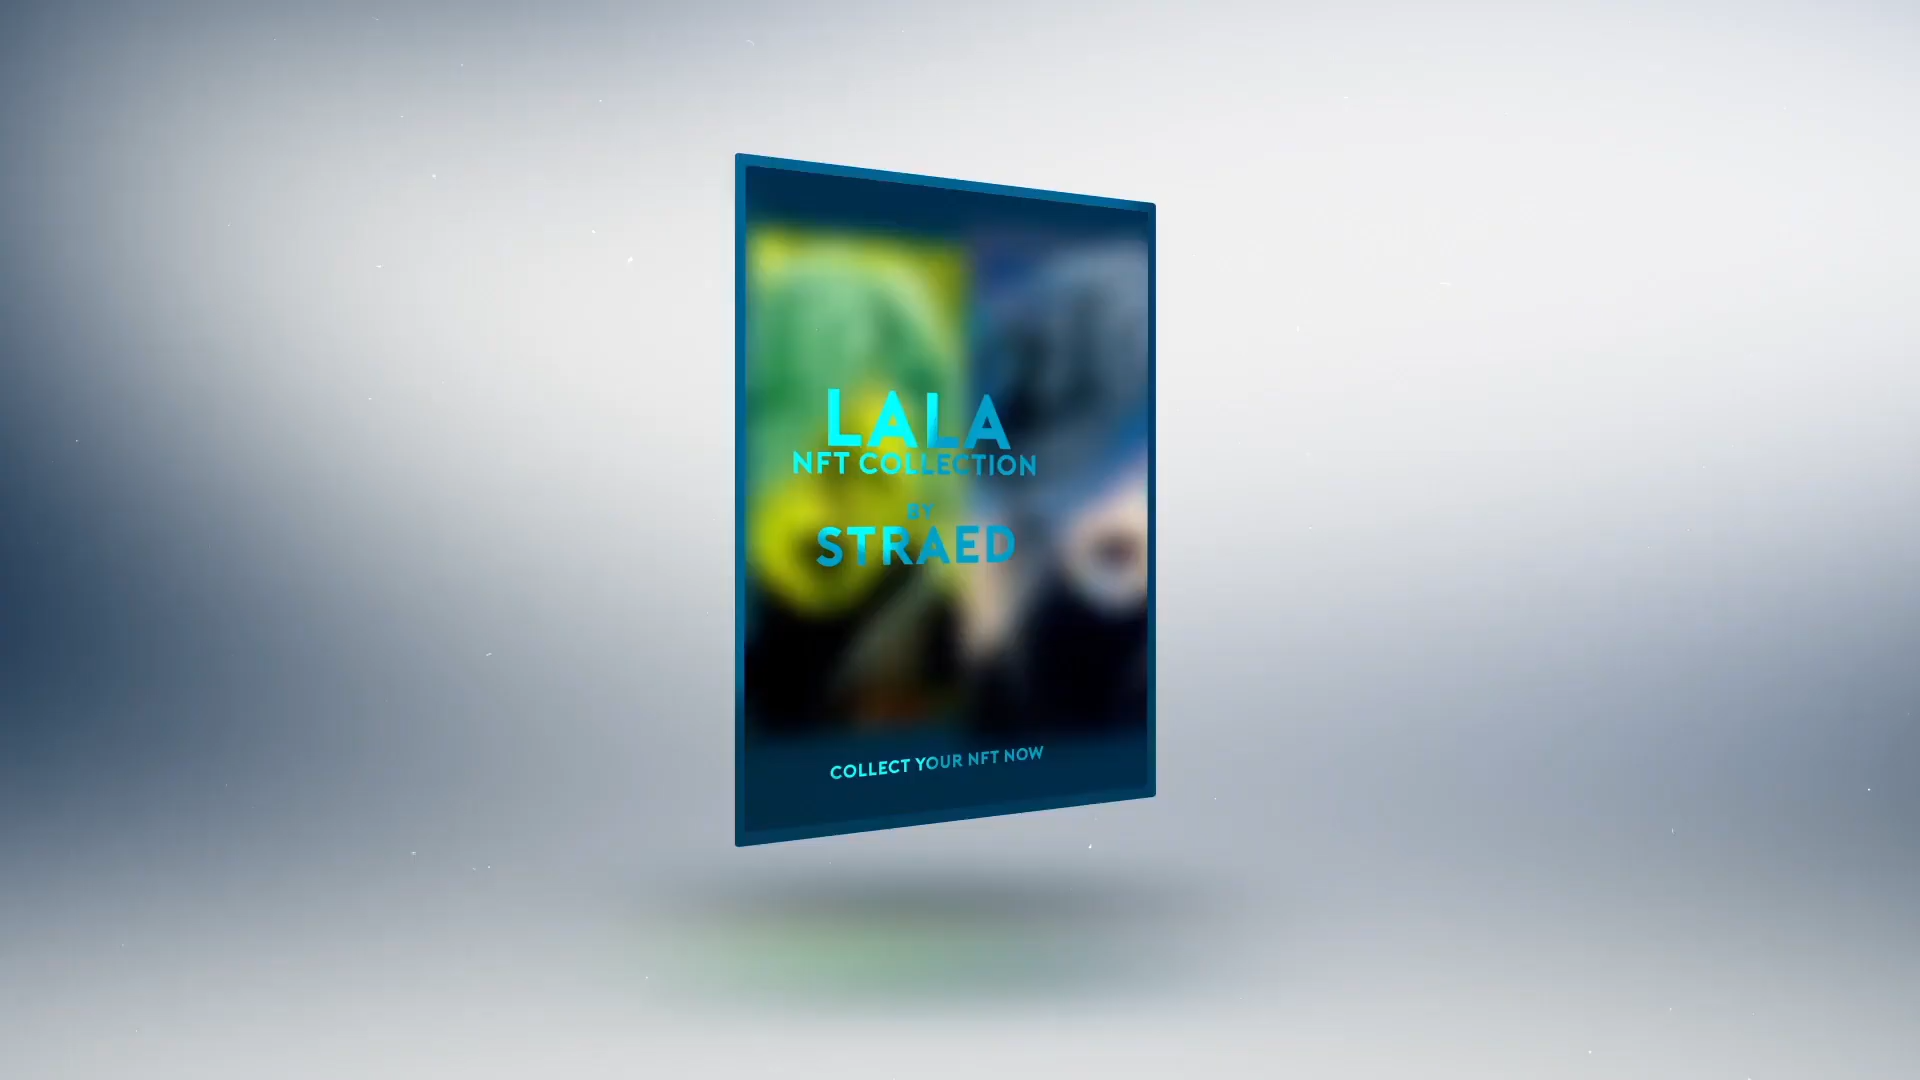 LALA
NFT COLLECTION
BY
STRAED
COLLECT YOUR NFT NOW